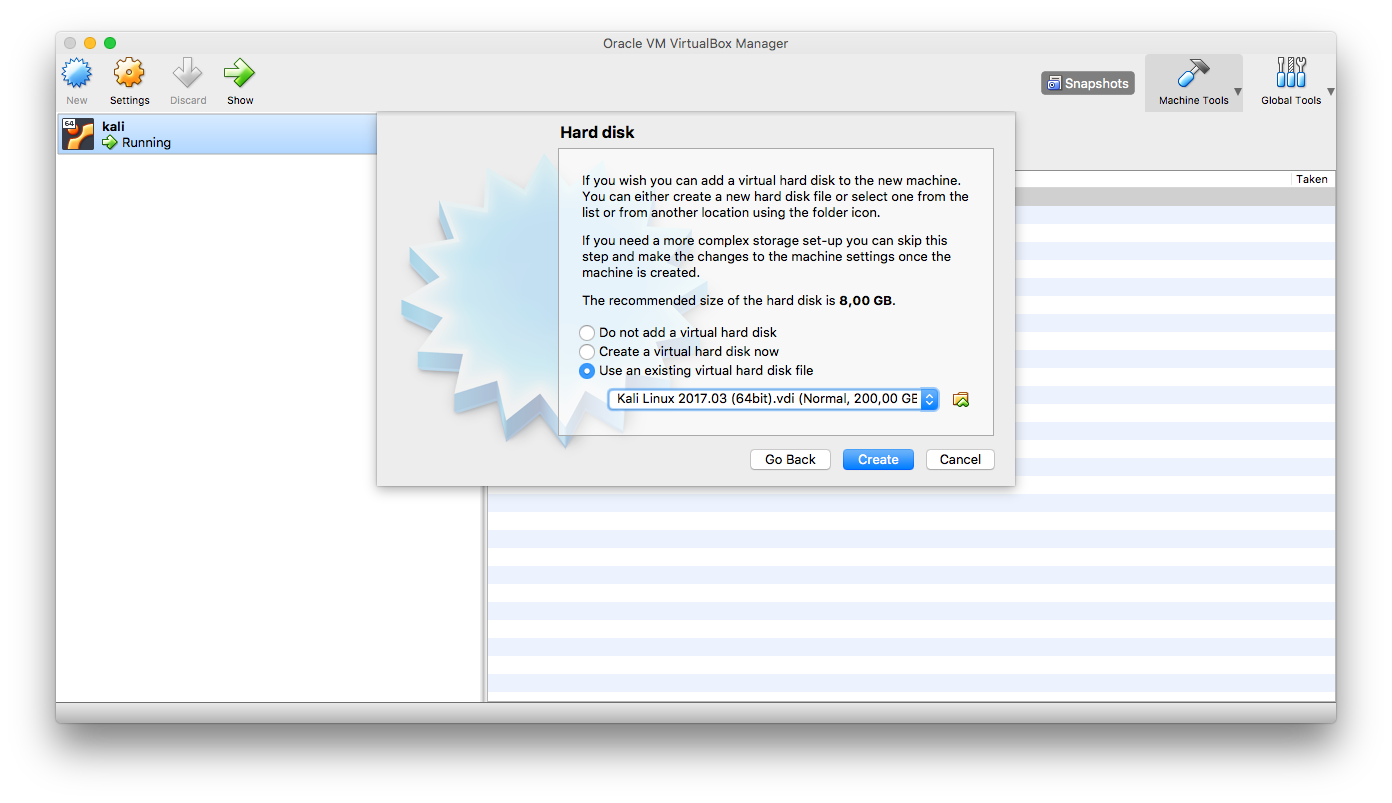 Oracle VM VirtualBox Manager
New
Settings
Discard
Show
Snapshots
Machine Tools
Global Tools
64
kali
Running
Taken
Hard disk
If you wish you can add a virtual hard disk to the new machine.
You can either create a new hard disk file or select one from the
list or from another location using the folder icon.
If you need a more complex storage set-up you can skip this
step and make the changes to the machine settings once the
machine is created.
The recommended size of the hard disk is 8,00 GB.
Do not add a virtual hard disk
Create a virtual hard disk now
Use an existing virtual hard disk file
Kali Linux 2017.03 (64bit).vdi (Normal, 200,00 GE
Go Back
Create
Cancel